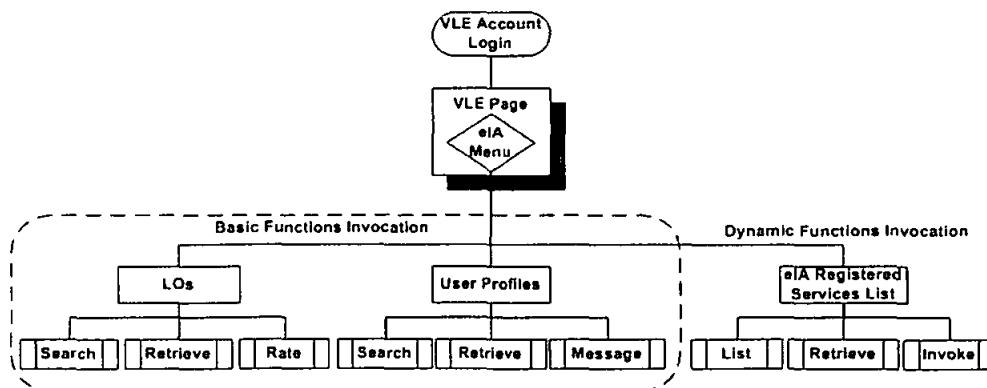 VLE Account
Login
VLE Page
eIA
Menu
Basic Functions Invocation
Dynamic Functions Invocation
LOs
User Profiles
eIA Registered
Services List
Search
Retrieve
Rate
Search
Retrieve
Message
List
Retrieve
Invoke